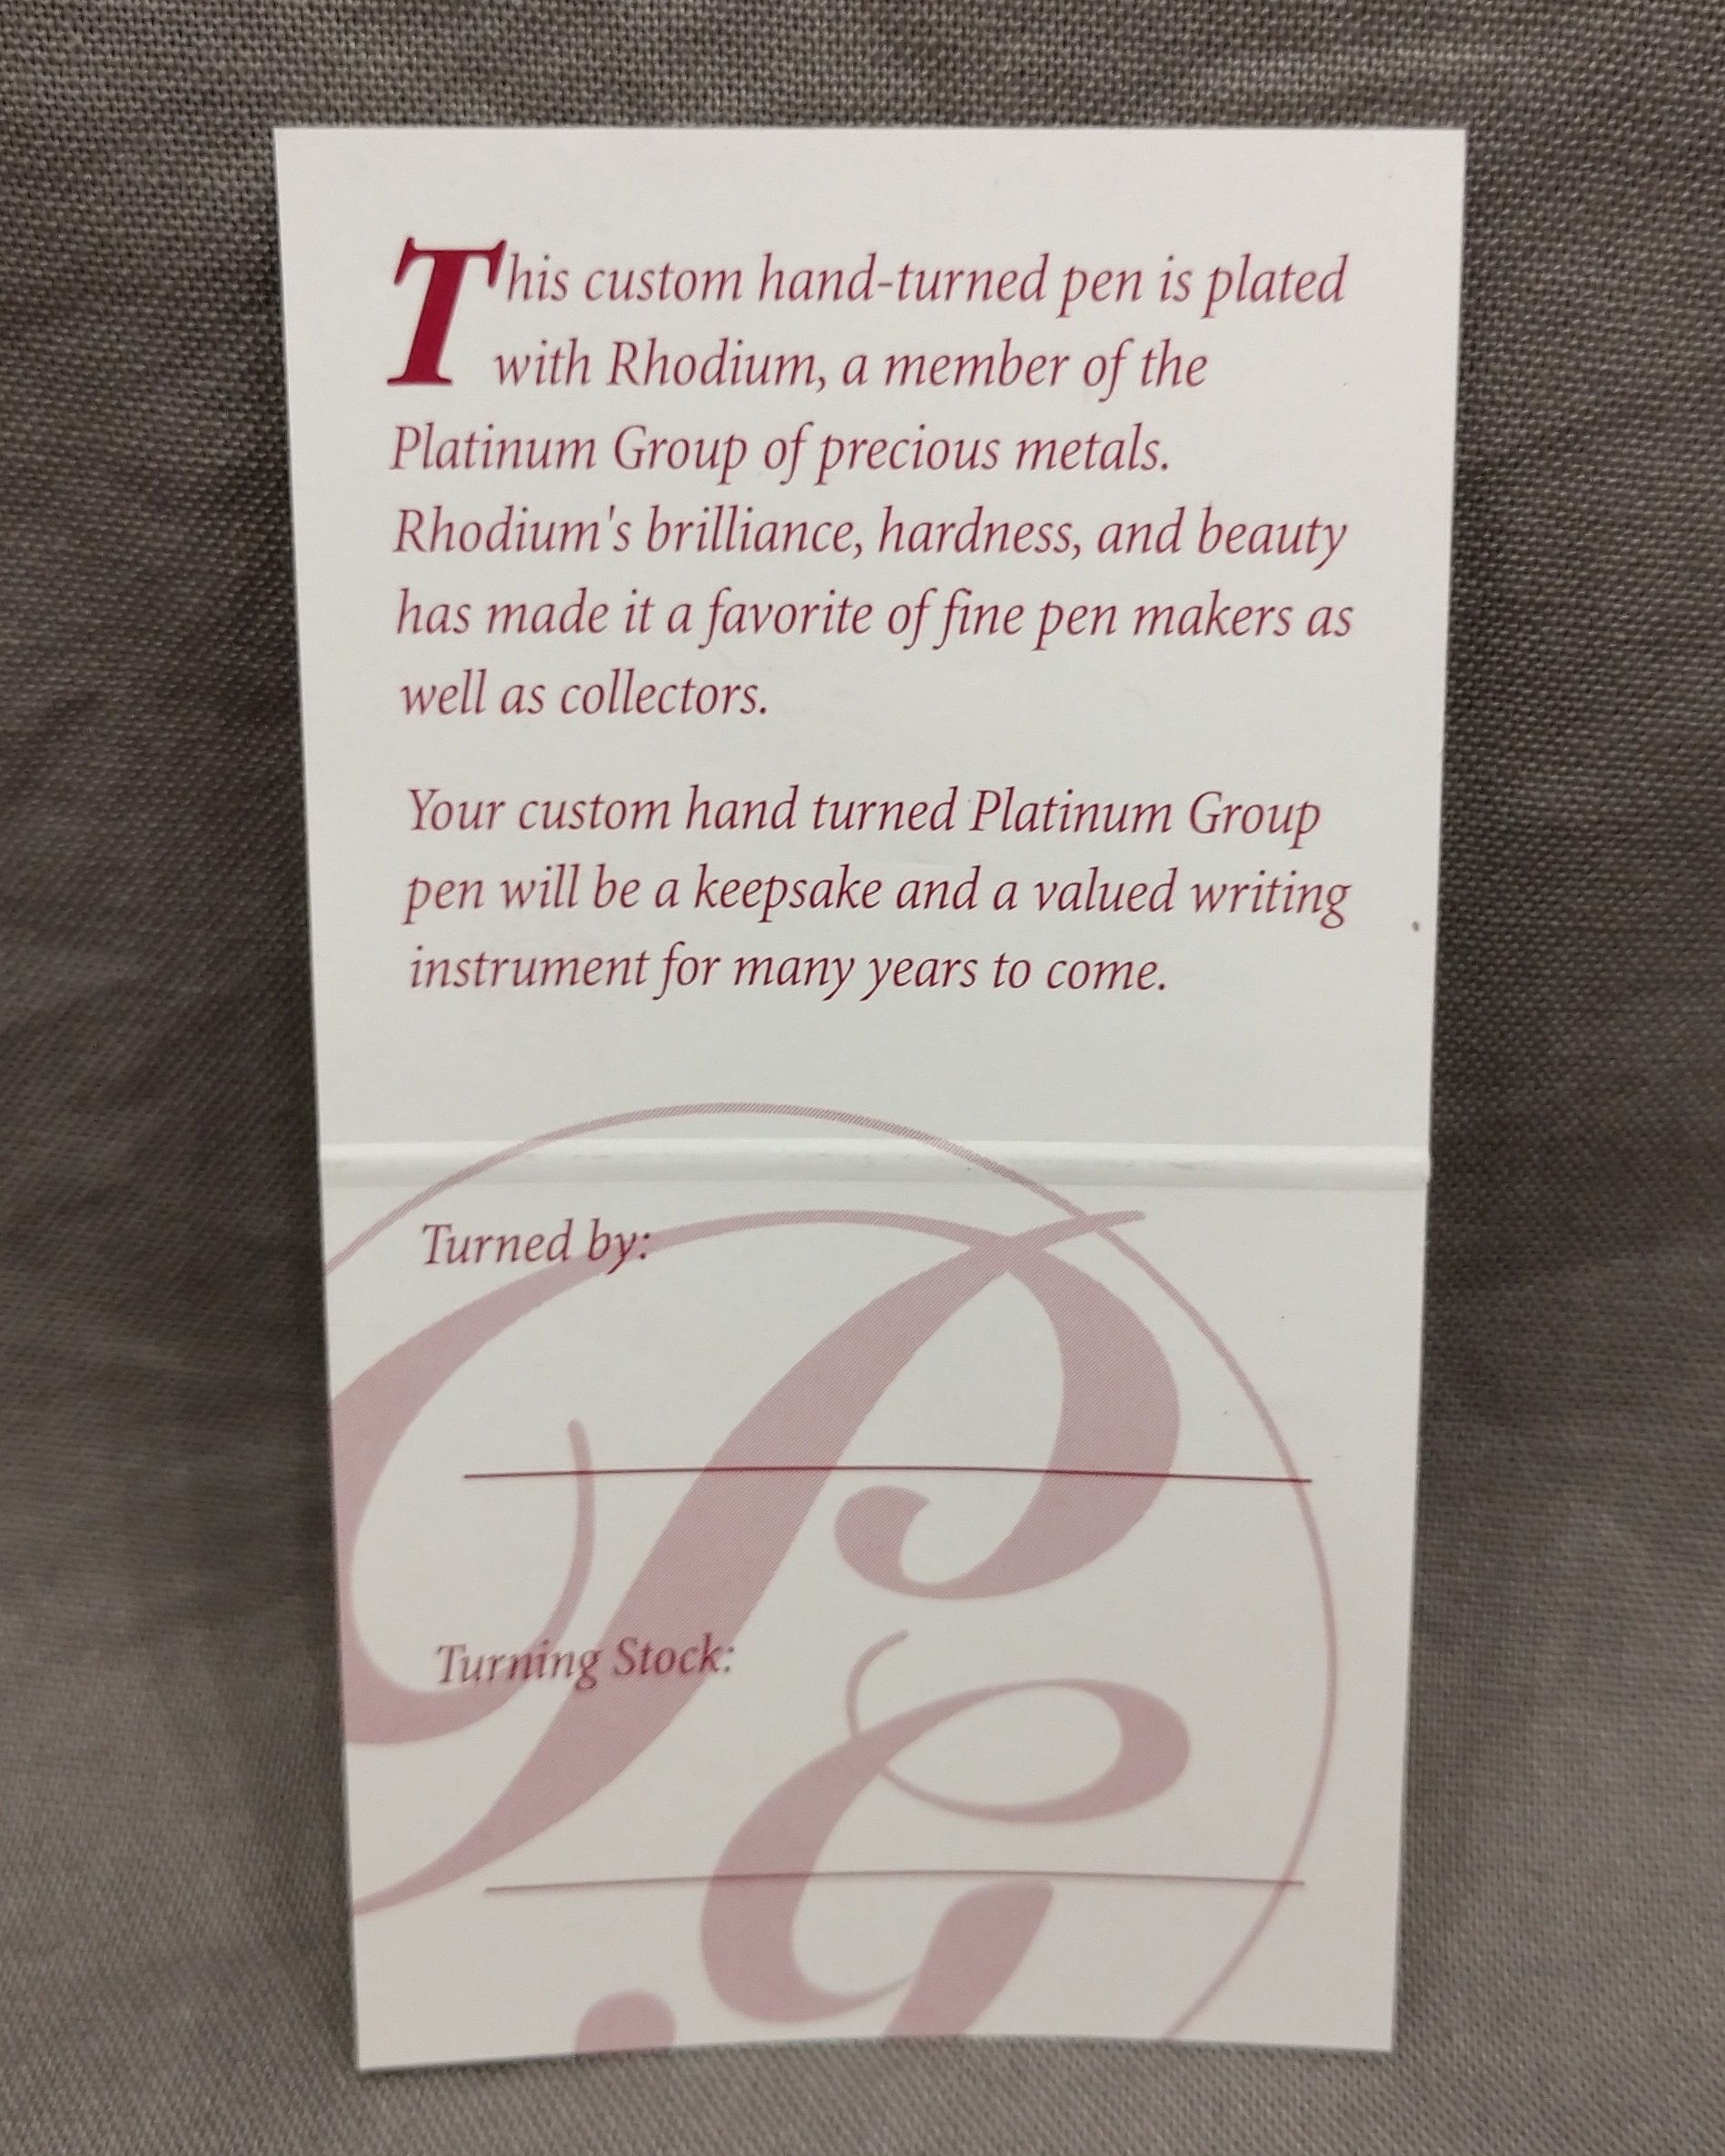 This custom hand-turned pen is plated
with Rhodium, a member of the
Platinum Group of precious metals.
Rhodium's brilliance, hardness, and beauty
has made it a favorite of fine pen makers as
well as collectors.
Your custom hand turned Platinum Group
pen will be a keepsake and a valued writing
instrument for many years to come.
Turned by:
Turning Stock:
PG